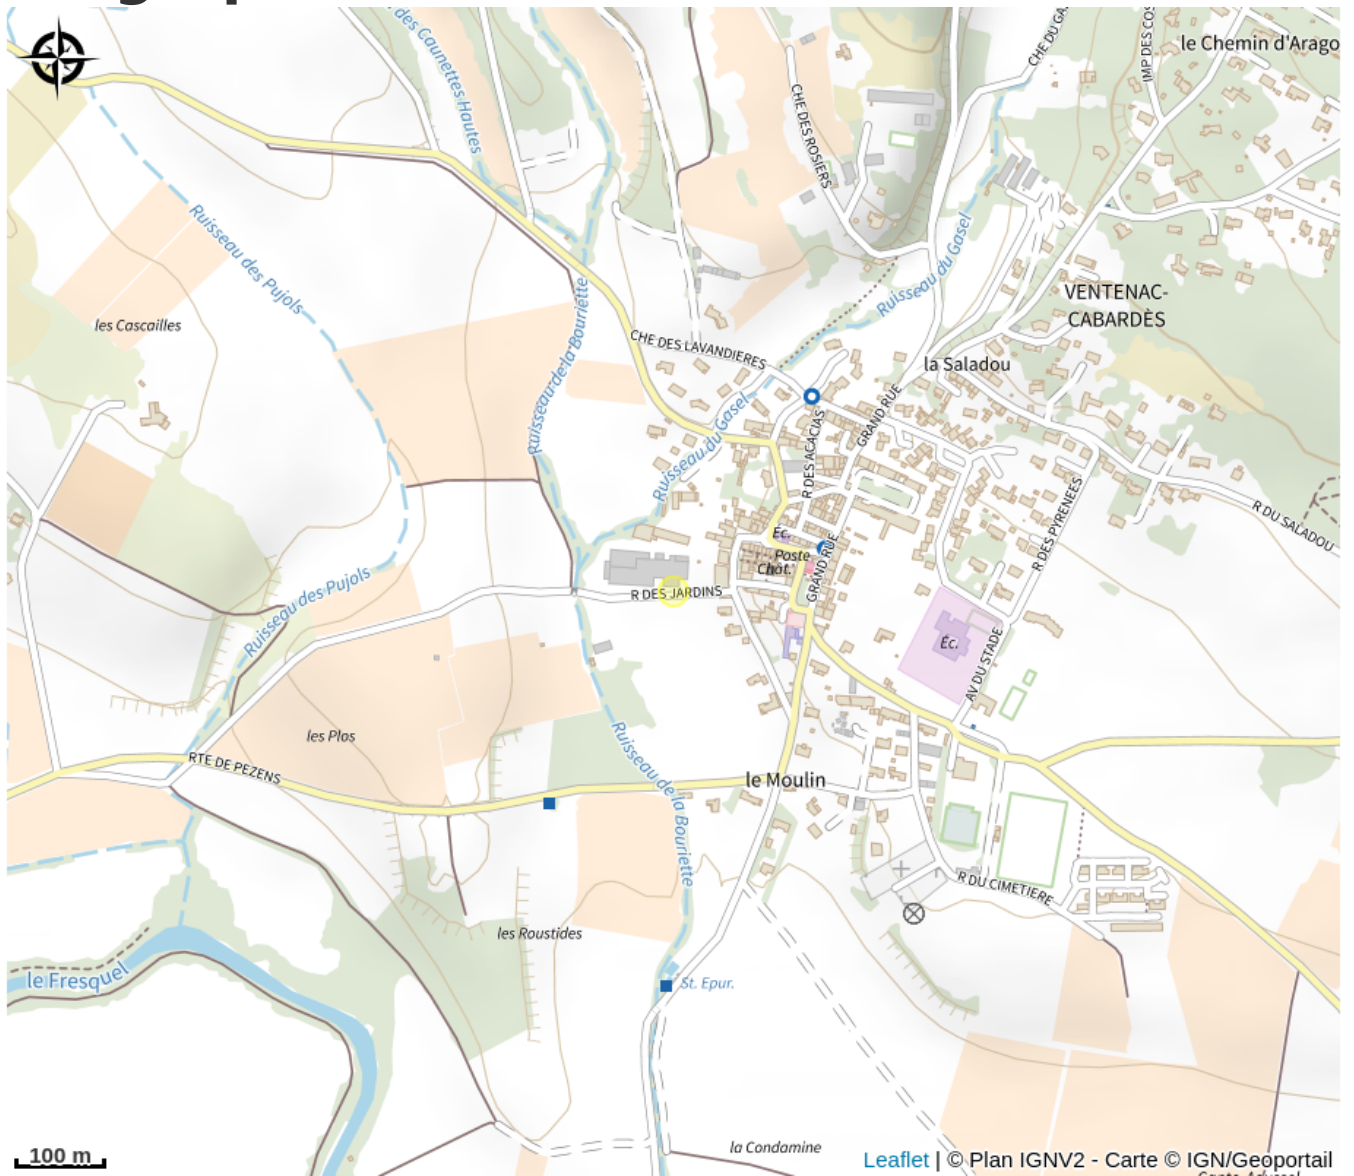 des Caunettes Hautes
CHE DU GA
IMP DES COS
le Chemin d'Arago
CHE DES ROSIERS
Ruisseau des Pujols
Ruisseau du Gasel
VENTENAC-
CABARDÈS
les Cascailles
Ruisseau de la Bouriette
CHE DES LAVANDIERES
la Saladou
GRAND RUE
R DES ACACIAS
Ruisseau du Gasel
R DES PYRENEES
R DU SALADOU
Éc.
Poste
Chât.
GRAND RUE
R DES JARDINS
Ruisseau des Pujols
Éc.
AV DU STADE
les Plos
RTE DE PEZENS
Ruisseau de la Bouriette
le Moulin
R DU CIMETIERE
les Roustides
le Fresquel
St. Epur.
la Condamine
100 m
Leaflet | © Plan IGNV2 - Carte © IGN/Geoportail